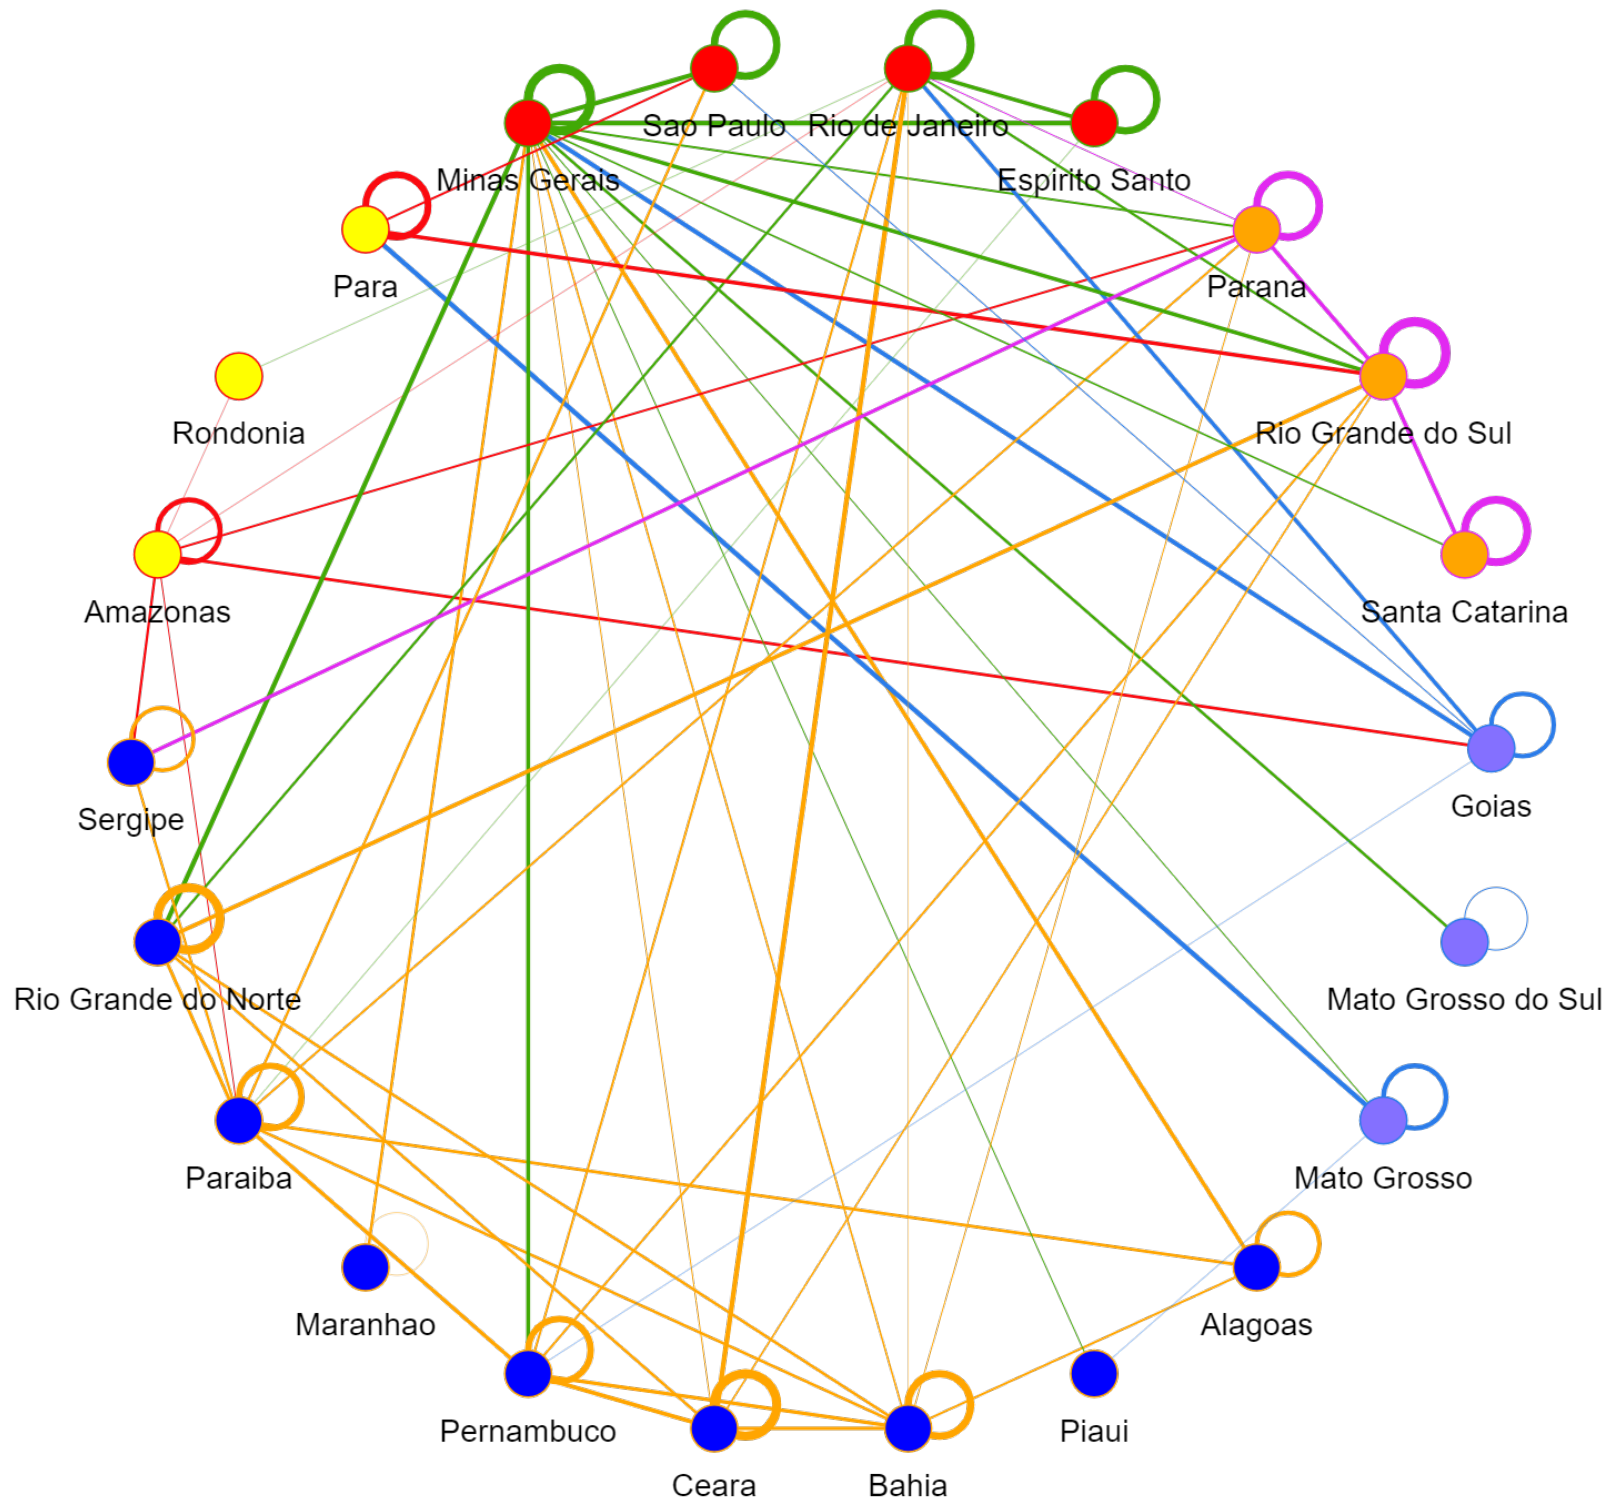 Sao Paulo
Rio de Janeiro
Minas Gerais
Espirito Santo
Para
Parana
Rondonia
Rio Grande do Sul
Amazonas
Santa Catarina
Sergipe
Goias
Rio Grande do Norte
Mato Grosso do Sul
Paraiba
Mato Grosso
Maranhao
Alagoas
Pernambuco
Piaui
Ceara
Bahia